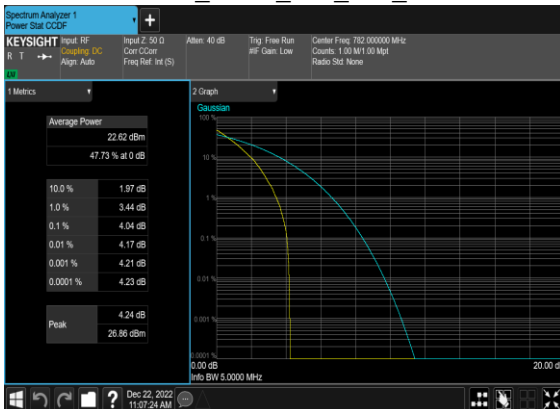 Spectrum Analyzer 1
Power Stat CCDF
KEYSIGHT
R T
Input: RF
Coupling: DC
Align: Auto
Input Z: 50 Ω
Corr CCorr
Freq Ref: Int (S)
Atten: 40 dB
Trig: Free Run
#IF Gain: Low
Center Freq: 782.000000 MHz
Counts: 1.00 M/1.00 Mpt
Radio Std: None
1 Metrics
Average Power
22.62 dBm
47.73 % at 0 dB
10.0 % 1.97 dB
1.0 % 3.44 dB
0.1 % 4.04 dB
0.01 % 4.17 dB
0.001 % 4.21 dB
0.0001 % 4.23 dB
Peak
4.24 dB
26.86 dBm
2 Graph
Gaussian
100 %
10 %
1 %
0.1 %
0.01 %
0.001 %
0.0001 %
0.00 dB
20.00 d
Info BW 5.0000 MHz
Dec 22, 2022
11:07:24 AM